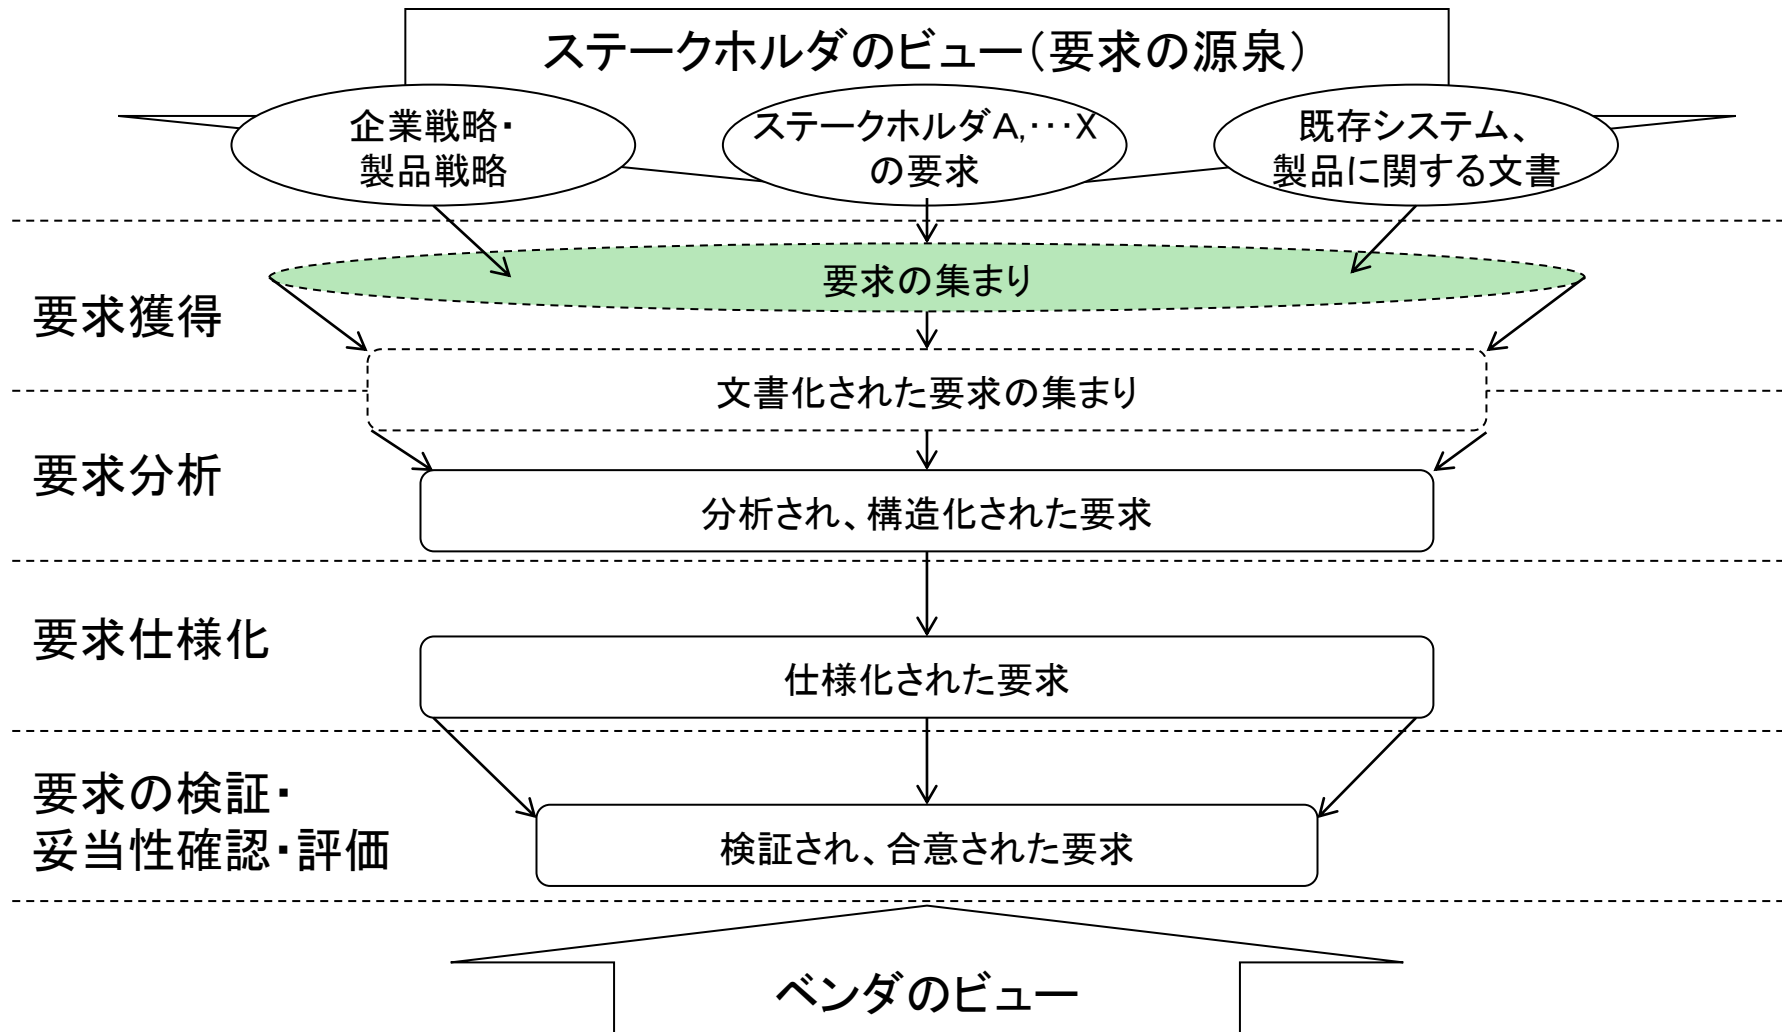 ステークホルダのビュー(要求の源泉)
企業戦略・
製品戦略
ステークホルダA,･･･X
の要求
既存システム、
製品に関する文書
要求の集まり
要求獲得
文書化された要求の集まり
要求分析
分析され、構造化された要求
要求仕様化
仕様化された要求
要求の検証・
妥当性確認・評価
検証され、合意された要求
ベンダのビュー